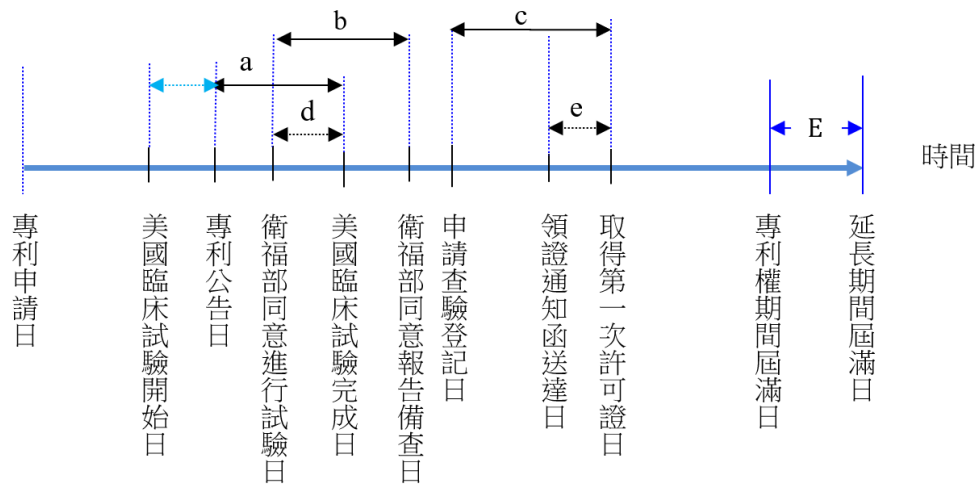 b
c
a
d
e
E
時間
專利申請日
美國臨床試驗開始日
專利公告日
衛福部同意進行試驗日
美國臨床試驗完成日
衛福部同意報告備查日
申請查驗登記日
領證通知函送達日
取得第一次許可證日
專利權期間屆滿日
延長期間屆滿日